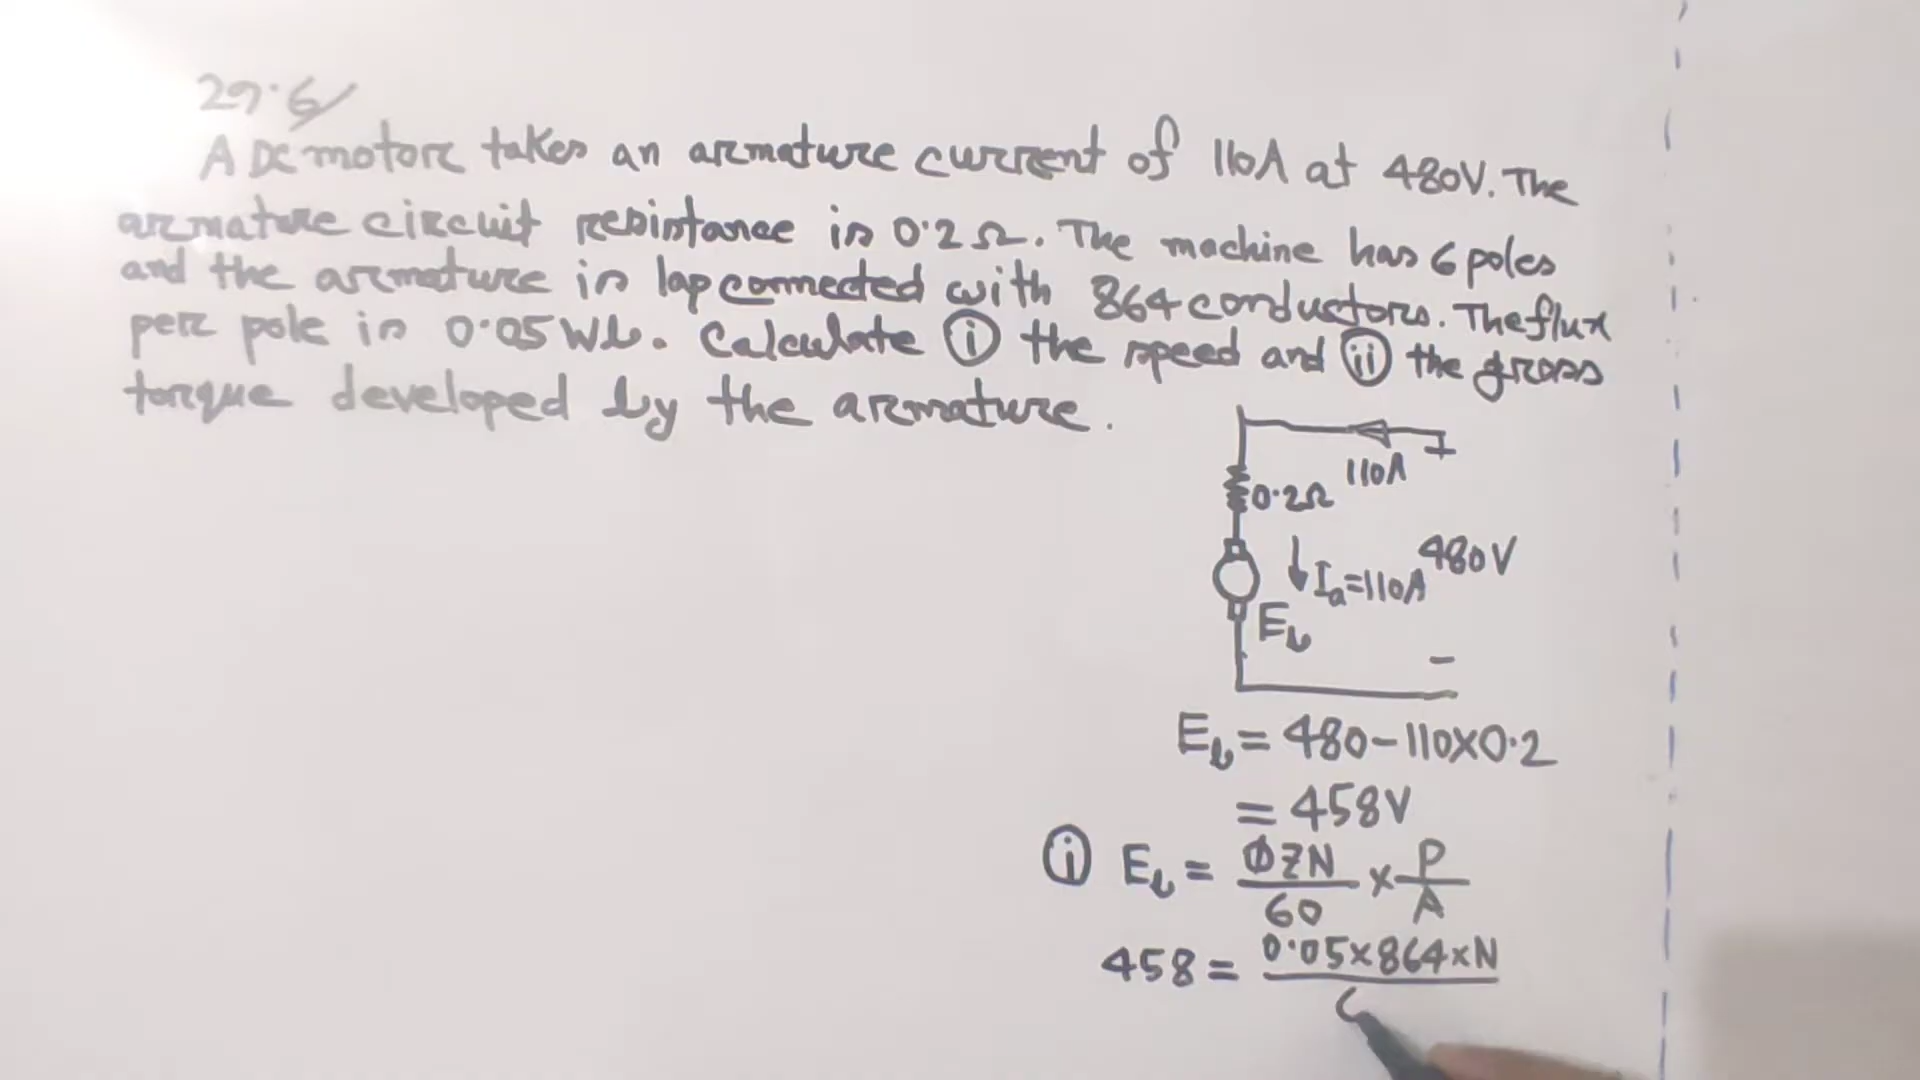 29.6/
A DC motor takes an armature current of 110A at 480V. The
armature circuit resistance is 0.2Ω. The machine has 6 poles
and the armature is lap connected with 864 conductors. The flux
per pole is 0.05 Wb. Calculate (i) the speed and (ii) the gross
torque developed by the armature.
+
110A
0.2Ω
480V
Ia=110A
Eb
−
Eb = 480-110×0.2
= 458V
(i) Eb = ΦZN/60 × P/A
458 = 0.05×864×N